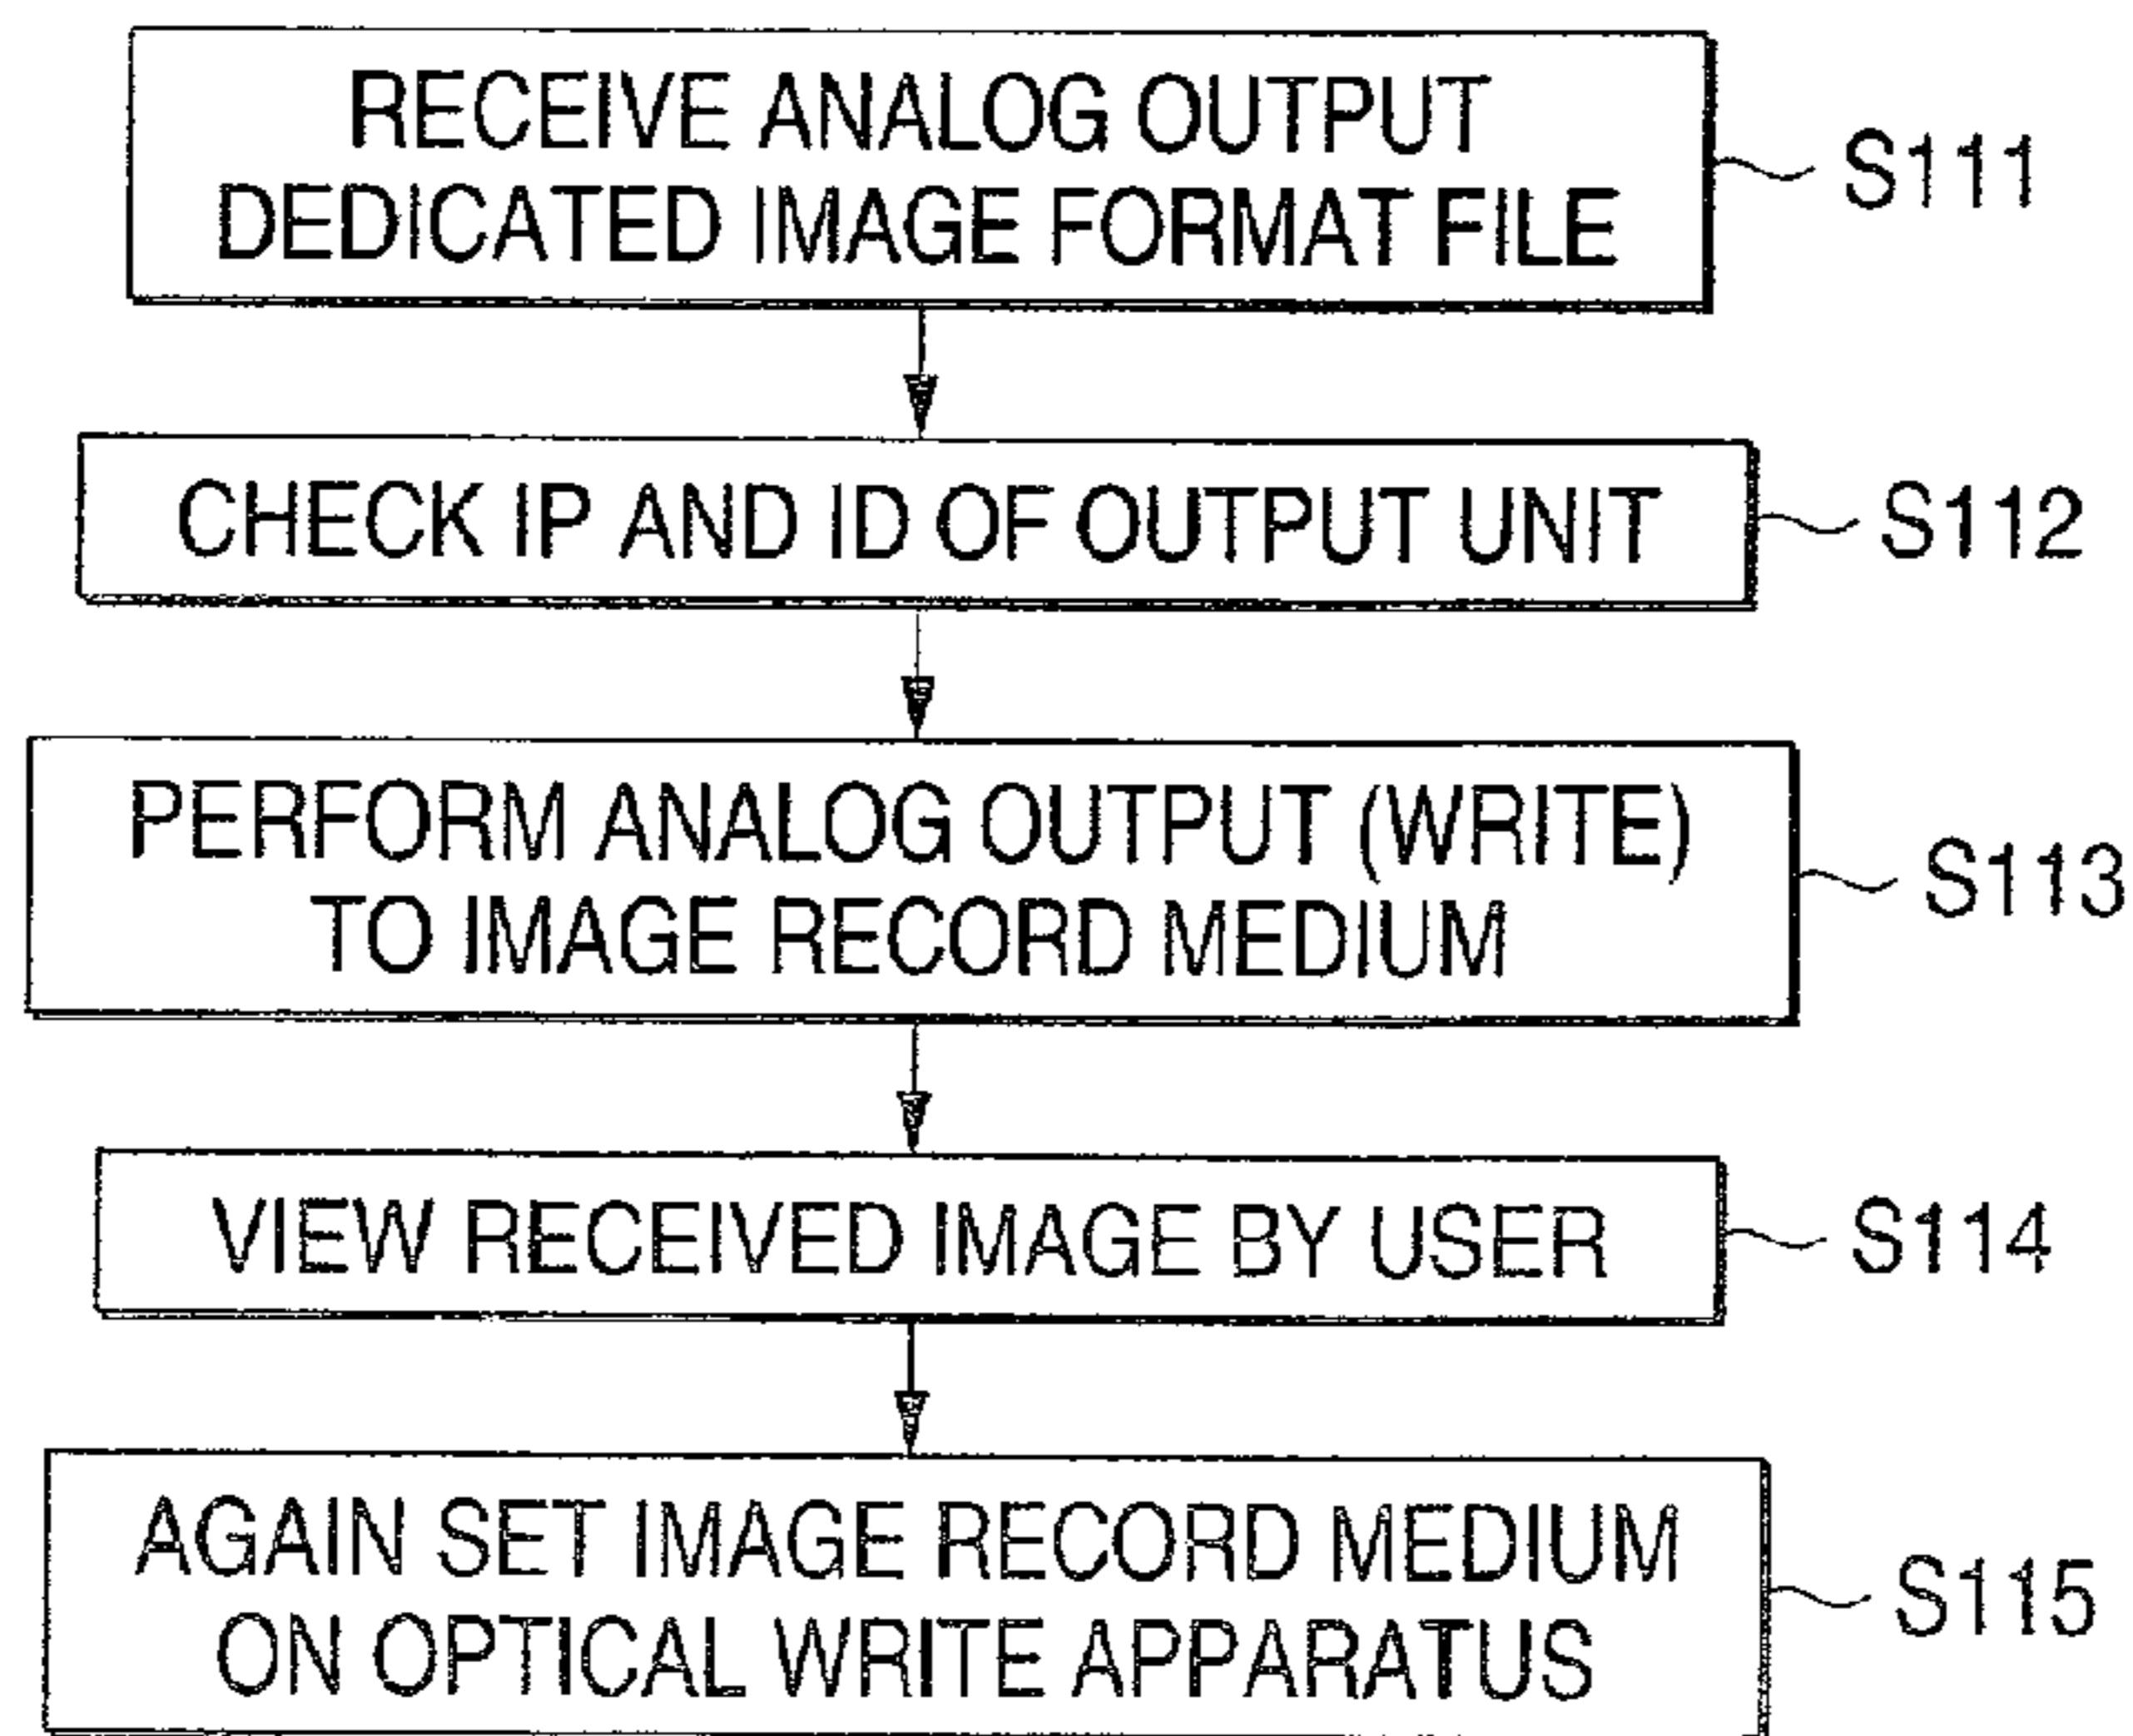 RECEIVE ANALOG OUTPUT
DEDICATED IMAGE FORMAT FILE
S111
CHECK IP AND ID OF OUTPUT UNIT
S112
PERFORM ANALOG OUTPUT (WRITE)
TO IMAGE RECORD MEDIUM
S113
VIEW RECEIVED IMAGE BY USER
S114
AGAIN SET IMAGE RECORD MEDIUM
ON OPTICAL WRITE APPARATUS
S115